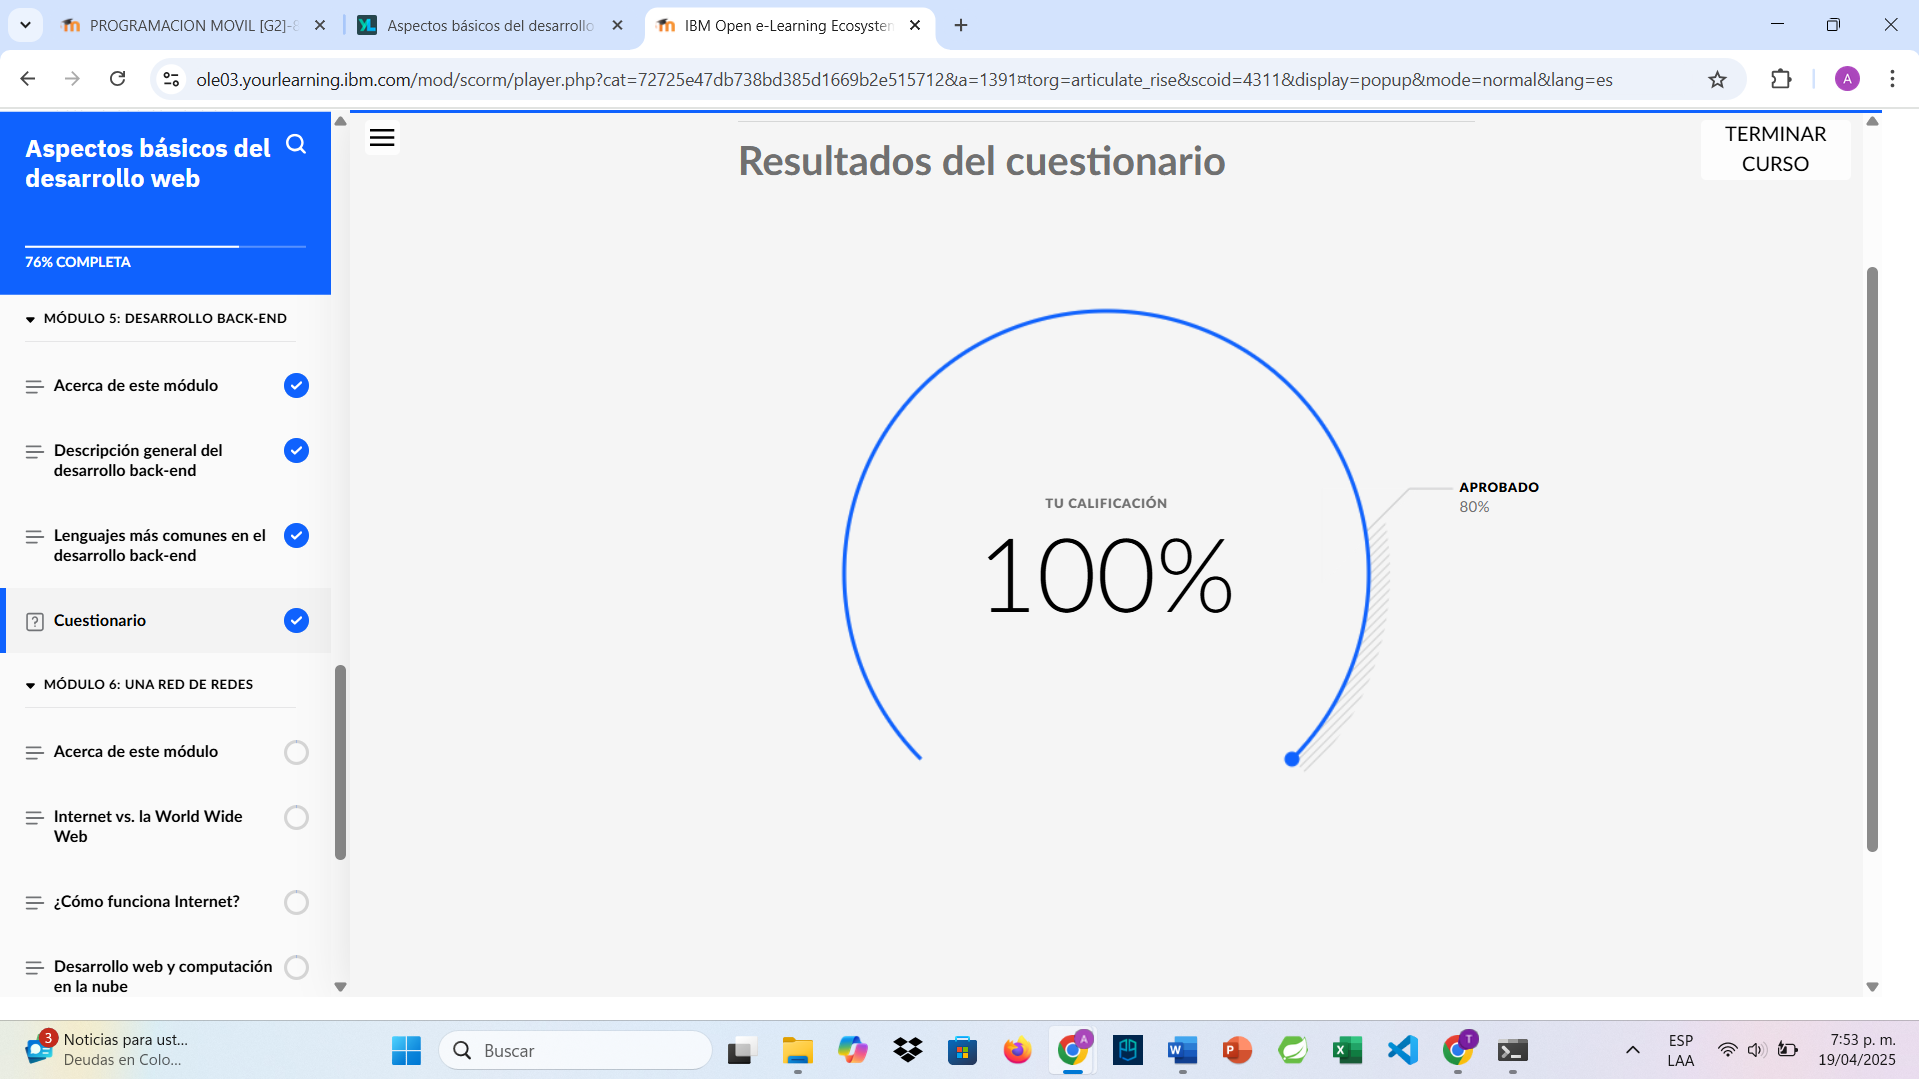 PROGRAMACION MOVIL [G2]-8
Aspectos básicos del desarrollo
IBM Open e-Learning Ecosystem
ole03.yourlearning.ibm.com/mod/scorm/player.php?cat=72725e47db738bd385d1669b2e515712&a=1391¤torg=articulate_rise&scoid=4311&display=popup&mode=normal&lang=es
A
Aspectos básicos del
desarrollo web
76% COMPLETA
MÓDULO 5: DESARROLLO BACK-END
Acerca de este módulo
Descripción general del
desarrollo back-end
Lenguajes más comunes en el
desarrollo back-end
Cuestionario
MÓDULO 6: UNA RED DE REDES
Acerca de este módulo
Internet vs. la World Wide
Web
¿Cómo funciona Internet?
Desarrollo web y computación
en la nube
Resultados del cuestionario
TERMINAR
CURSO
TU CALIFICACIÓN
100%
APROBADO
80%
3
Noticias para ust...
Deudas en Colo...
Buscar
A
T
ESP
LAA
7:53 p. m.
19/04/2025